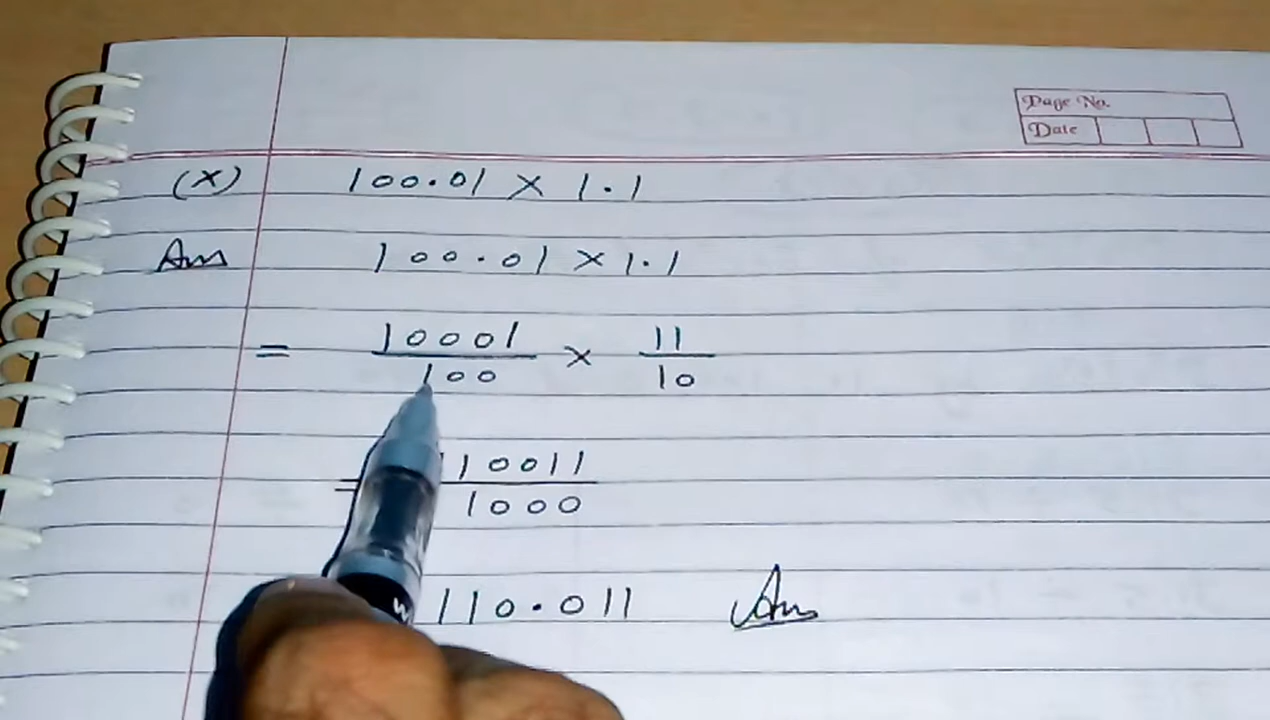 Page No.
Date
(x) 100.01 × 1.1
Ans 100.01 × 1.1
= 10001/100 × 11/10
= 110011/1000
110.011 Ans